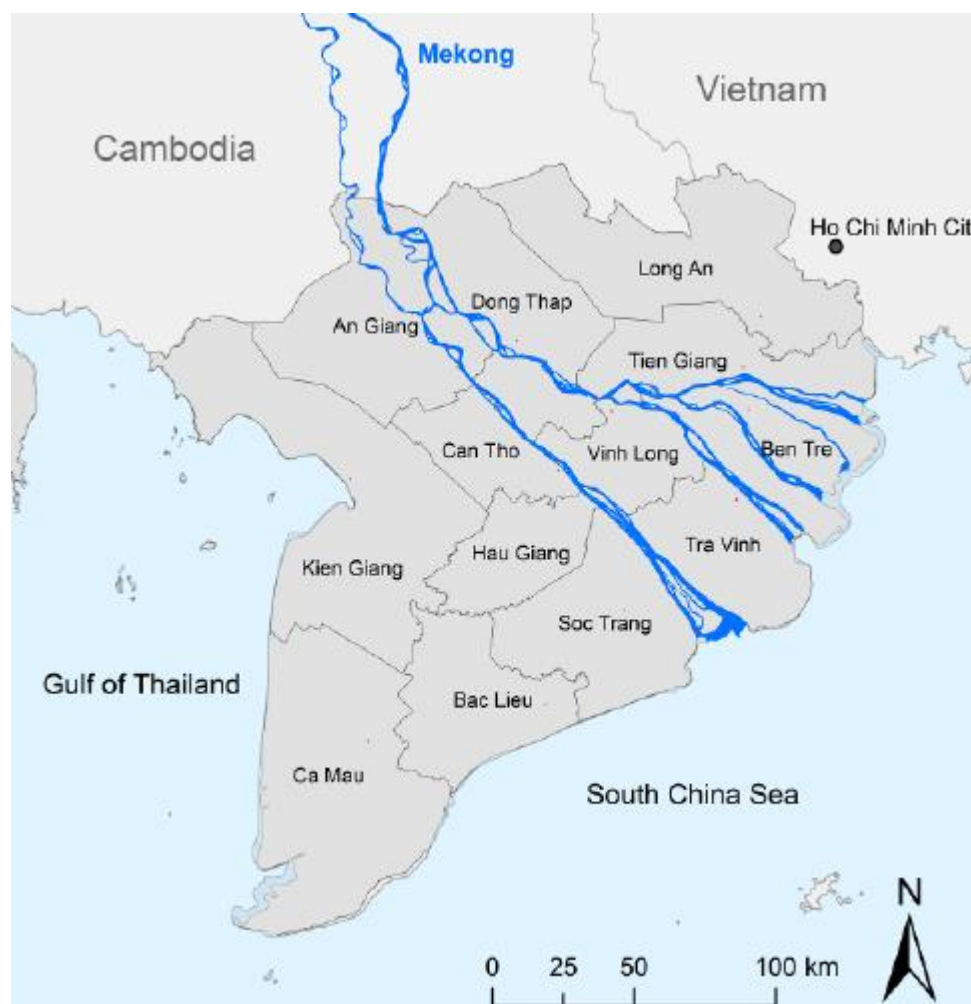 Mekong
Vietnam
Cambodia
Ho Chi Minh Cit
Long An
Dong Thap
An Giang
Tien Giang
Can Tho
Vinh Long
Ben Tre
Hau Giang
Tra Vinh
Kien Giang
Soc Trang
Gulf of Thailand
Bac Lieu
Ca Mau
South China Sea
N
0 25 50 100 km